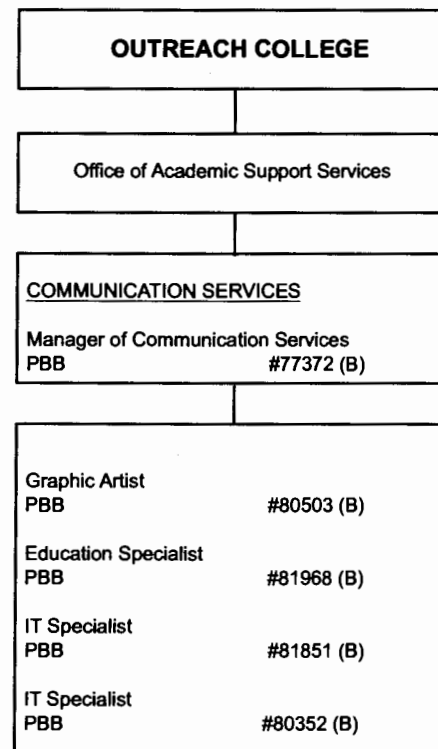 OUTREACH COLLEGE
Office of Academic Support Services
COMMUNICATION SERVICES
Manager of Communication Services
PBB #77372 (B)
Graphic Artist
PBB #80503 (B)
Education Specialist
PBB #81968 (B)
IT Specialist
PBB #81851 (B)
IT Specialist
PBB #80352 (B)